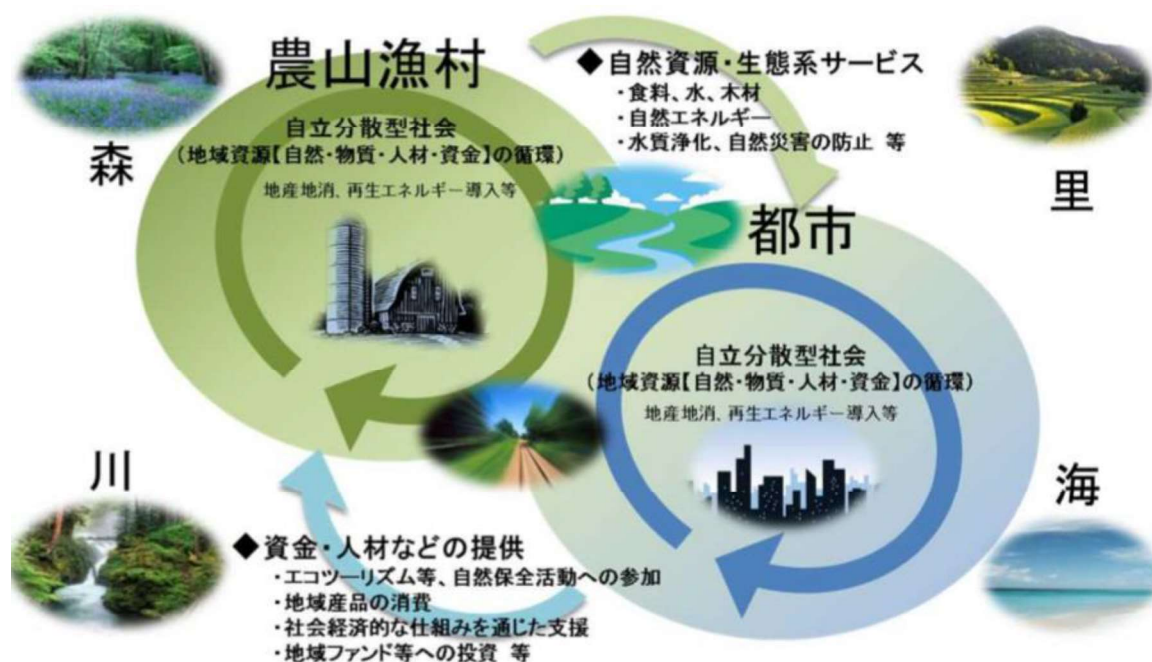 農山漁村
◆自然資源・生態系サービス
・食料、水、木材
・自然エネルギー
・水質浄化、自然災害の防止 等
森
里
自立分散型社会
（地域資源【自然・物質・人材・資金】の循環）
地産地消、再生エネルギー導入等
都市
自立分散型社会
（地域資源【自然・物質・人材・資金】の循環）
地産地消、再生エネルギー導入等
川
海
◆資金・人材などの提供
・エコツーリズム等、自然保全活動への参加
・地域産品の消費
・社会経済的な仕組みを通じた支援
・地域ファンド等への投資 等